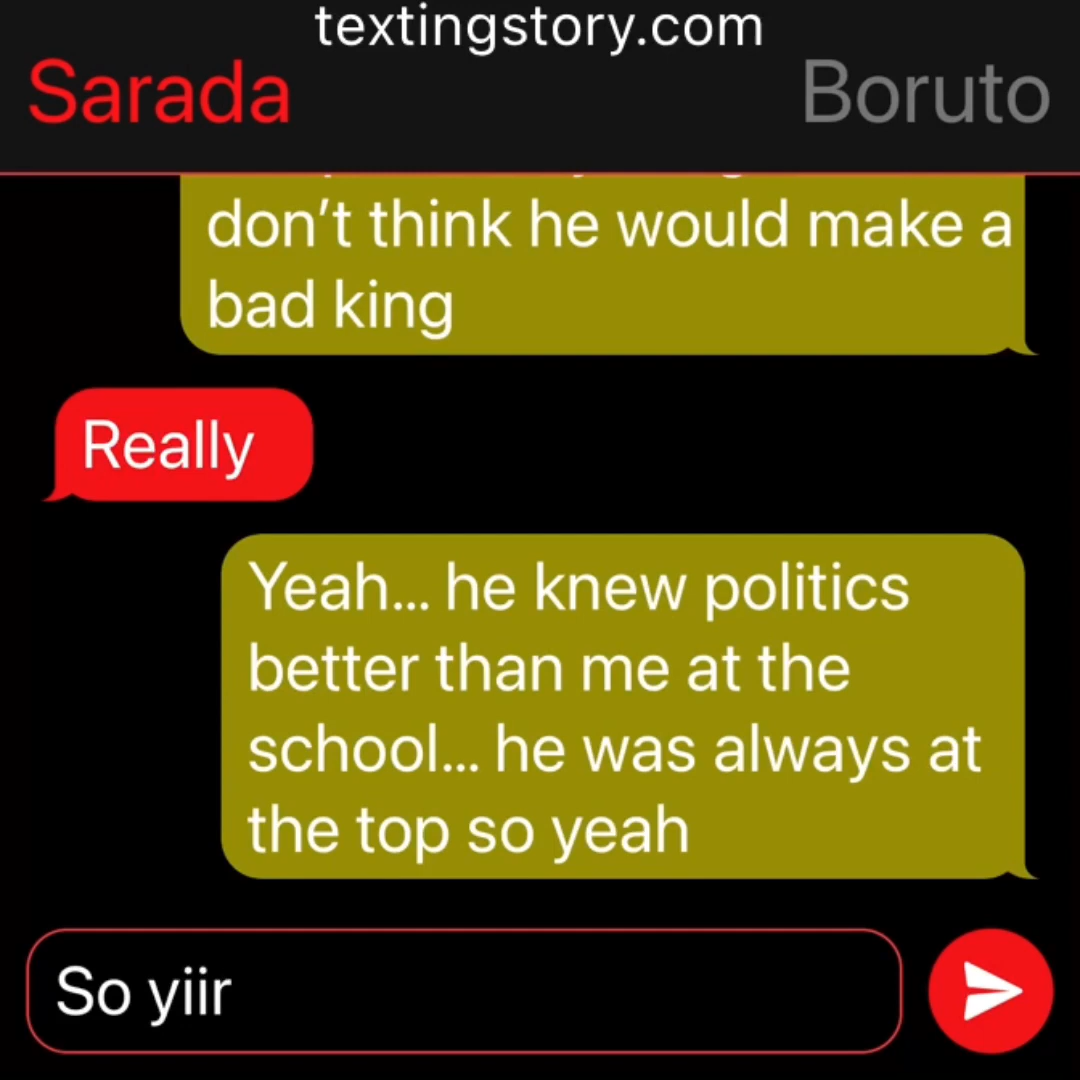 textingstory.com
Sarada
Boruto
don't think he would make a
bad king
Really
Yeah... he knew politics
better than me at the
school... he was always at
the top so yeah
So yiir